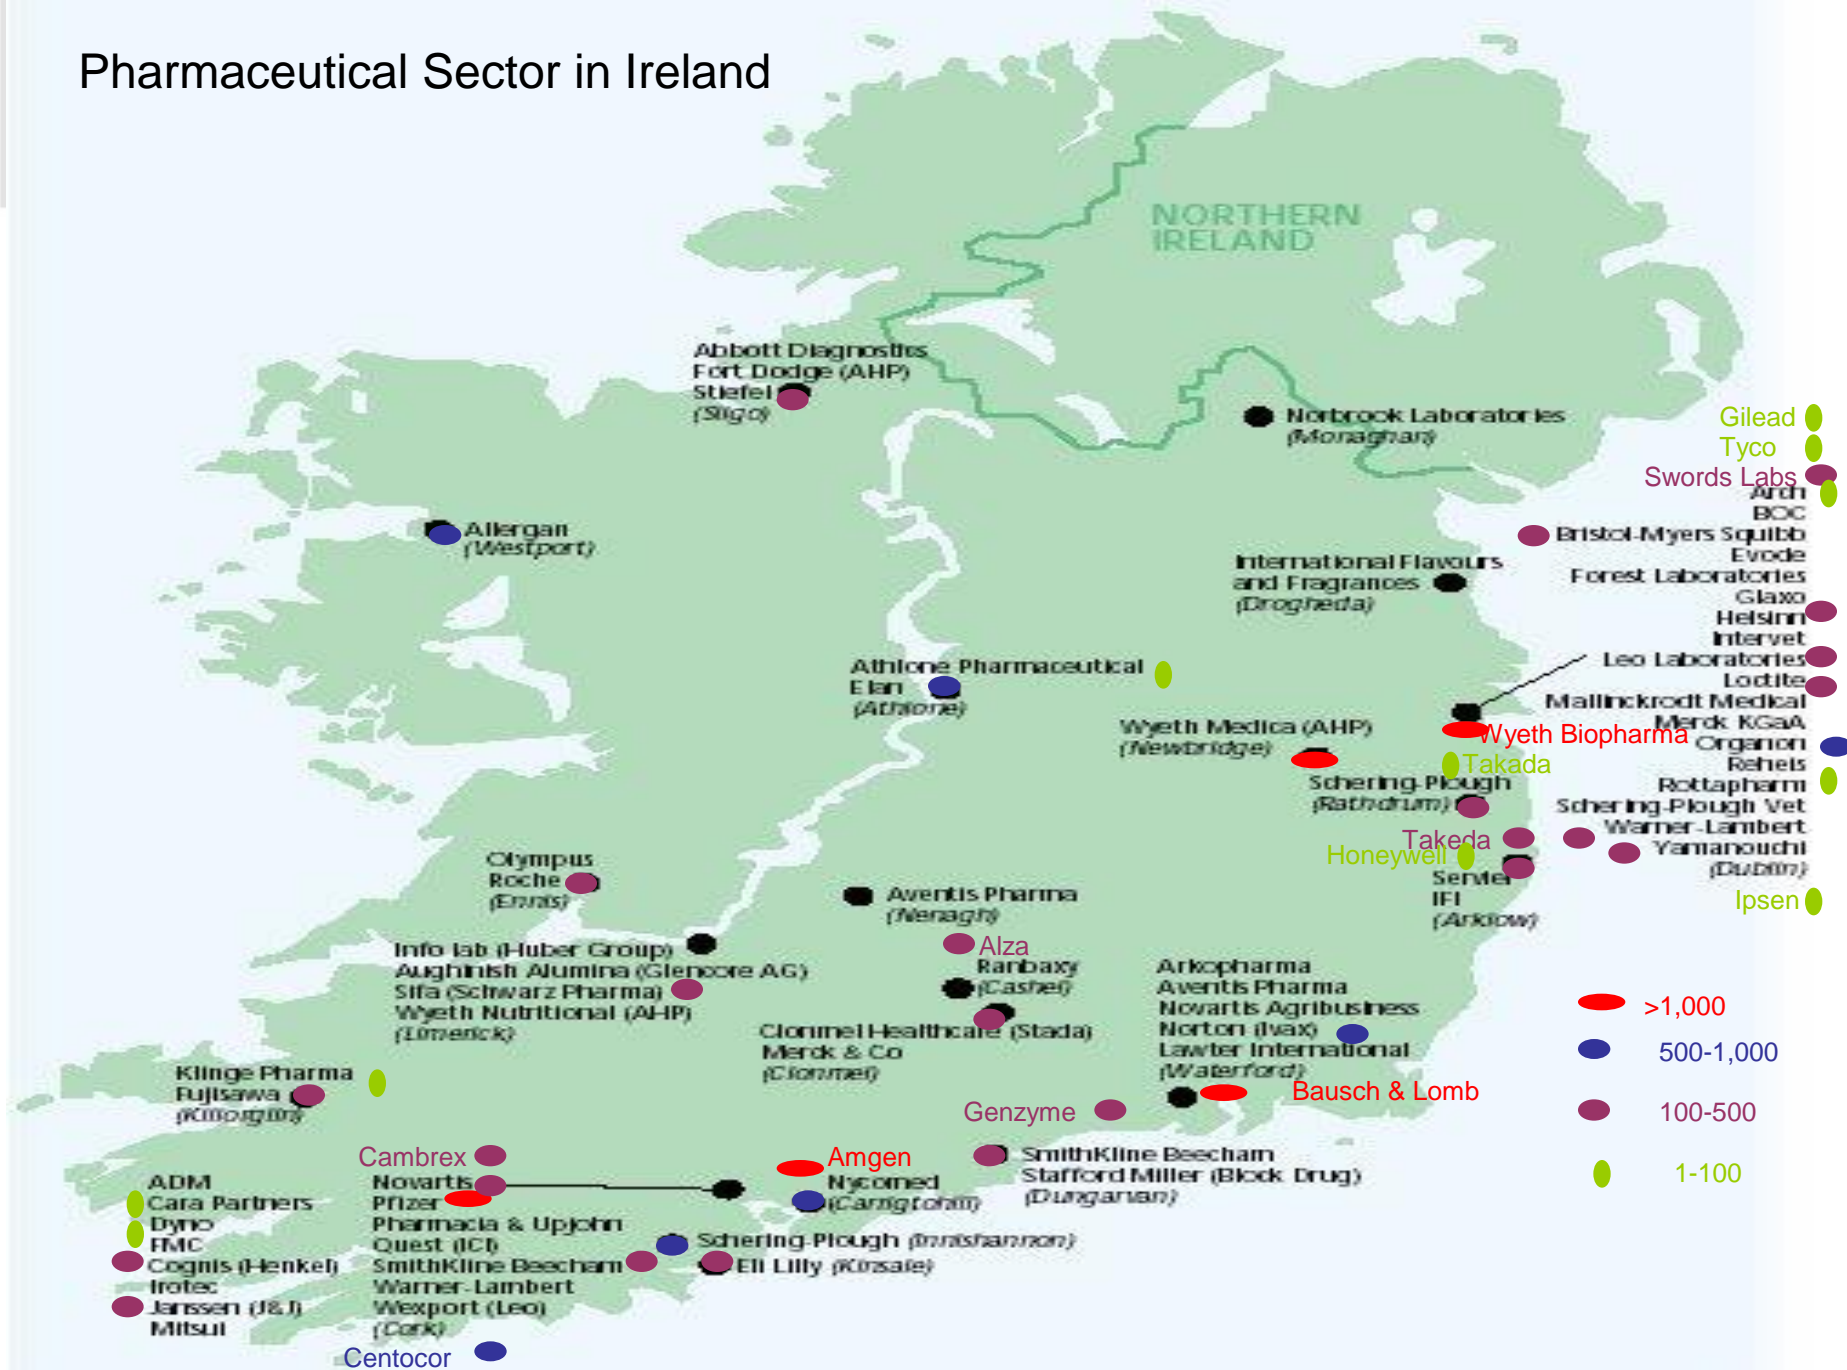 Pharmaceutical Sector in Ireland
NORTHERN
IRELAND
Abbott Diagnostics
Fort Dodge (AHP)
Stiefel
(Sligo)
Norbrook Laboratories
(Monaghan)
Allergan
(Westport)
International Flavours
and Fragrances
(Drogheda)
Athlone Pharmaceutical
Elan
(Athlone)
Wyeth Medica (AHP)
(Newbridge)
Gilead
Tyco
Swords Labs
Arch
BOC
Bristol-Myers Squibb
Evode
Forest Laboratories
Glaxo
Helsinn
Intervet
Leo Laboratories
Loctite
Mallinckrodt Medical
Merck KGaA
Organon
Reheis
Rottapharm
Schering-Plough Vet
Warner-Lambert
Yamanouchi
(Dublin)
Ipsen
Wyeth Biopharma
Takada
Schering-Plough
(Rathdrum)
Takeda
Honeywell
Servier
IFI
(Arklow)
Olympus
Roche
(Ennis)
Aventis Pharma
(Nenagh)
Alza
Ranbaxy
(Cashel)
Info lab (Huber Group)
Aughinish Alumina (Glencore AG)
Sifa (Schwarz Pharma)
Wyeth Nutritional (AHP)
(Limerick)
Clonmel Healthcare (Stada)
Merck & Co
(Clonmel)
Arkopharma
Aventis Pharma
Novartis Agribusiness
Norton (Ivax)
Lawter International
(Waterford)
Bausch & Lomb
>1,000
500-1,000
100-500
1-100
Klinge Pharma
Fujisawa
(Killorglin)
Genzyme
SmithKline Beecham
Stafford Miller (Block Drug)
(Dungarvan)
Amgen
Nycomed
(Carrigtohill)
Schering-Plough (Innishannon)
Eli Lilly (Kinsale)
Cambrex
Novartis
Pfizer
Pharmacia & Upjohn
Quest (ICI)
SmithKline Beecham
Warner-Lambert
Wexport (Leo)
(Cork)
Centocor
ADM
Cara Partners
Dyno
FMC
Cognis (Henkel)
Irotec
Janssen (J&J)
Mitsui